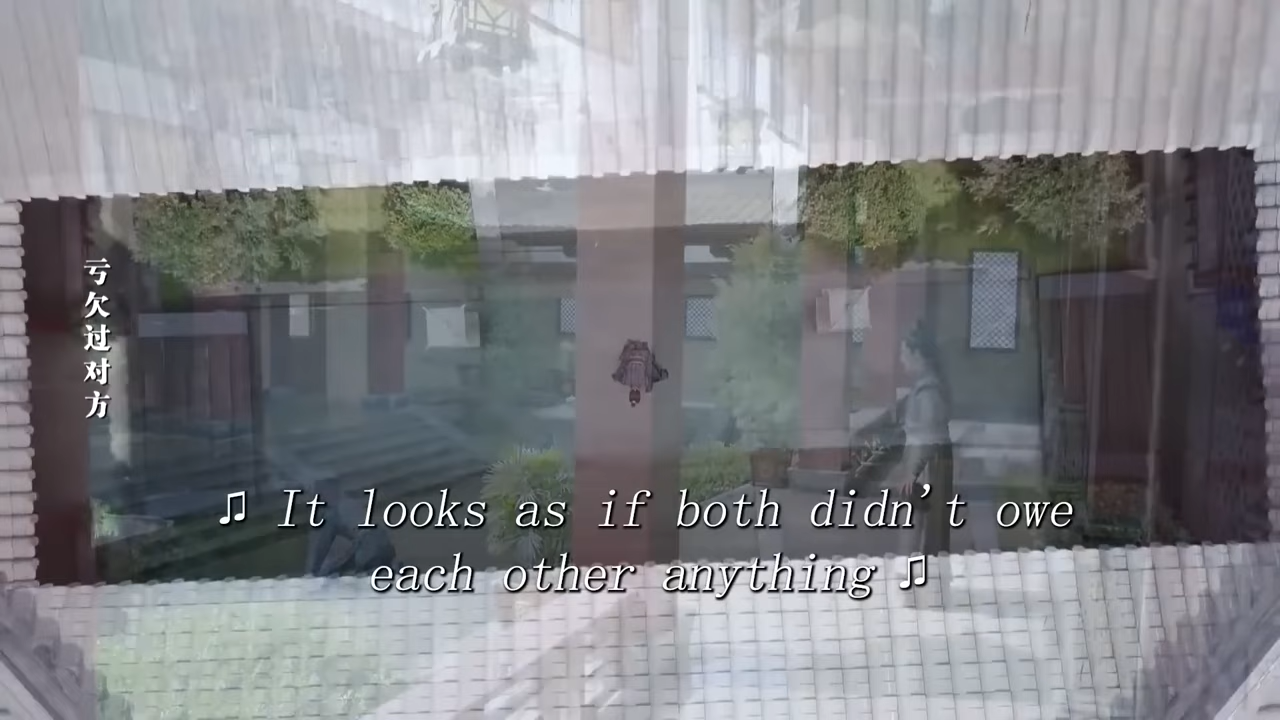 亏欠过对方
♫ It looks as if both didn't owe
each other anything ♫